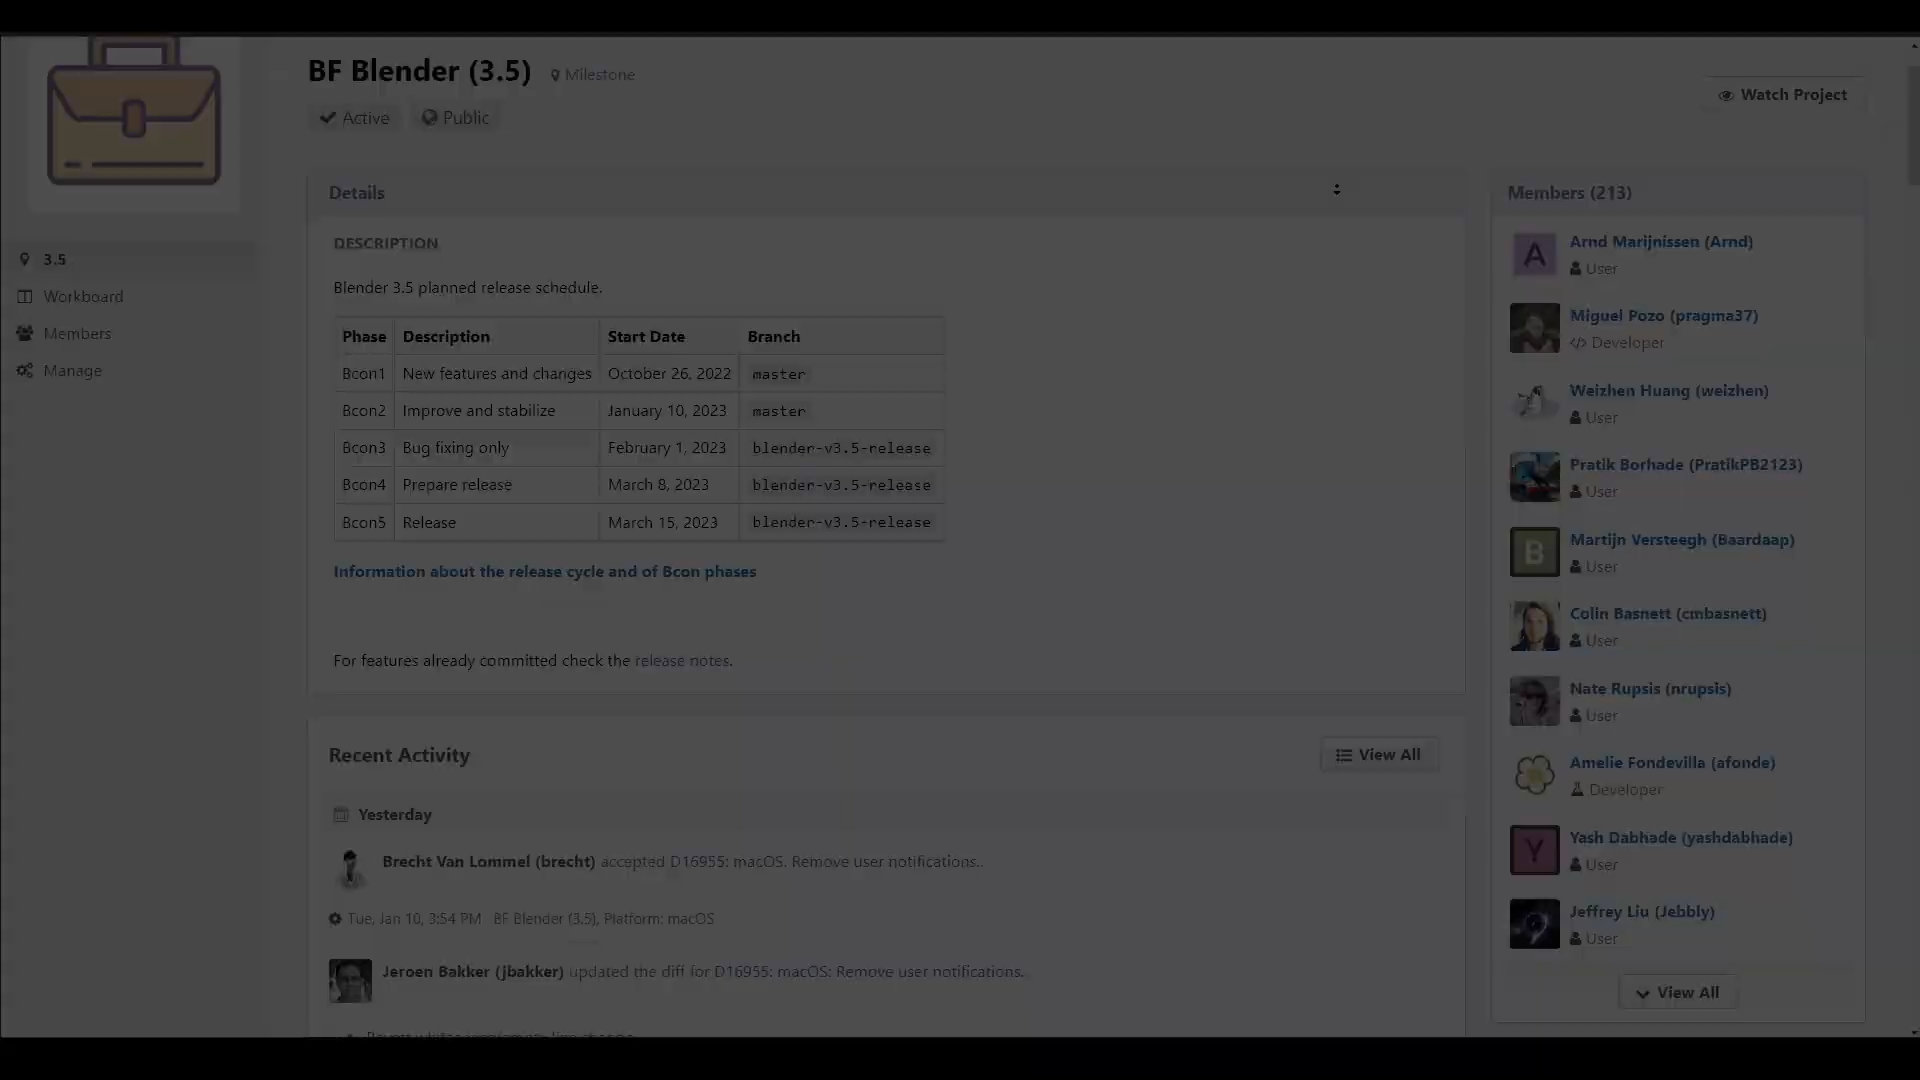 BF Blender (3.5) Milestone
Active Public
Watch Project
3.5
Workboard
Members
Manage
Details
DESCRIPTION
Blender 3.5 planned release schedule.
Phase Description Start Date Branch
Bcon1 New features and changes October 26, 2022 master
Bcon2 Improve and stabilize January 10, 2023 master
Bcon3 Bug fixing only February 1, 2023 blender-v3.5-release
Bcon4 Prepare release March 8, 2023 blender-v3.5-release
Bcon5 Release March 15, 2023 blender-v3.5-release
Information about the release cycle and of Bcon phases
For features already committed check the release notes.
Recent Activity
View All
Yesterday
Brecht Van Lommel (brecht) accepted D16955: macOS. Remove user notifications..
Tue, Jan 10, 3:54 PM BF Blender (3.5), Platform: macOS
Jeroen Bakker (jbakker) updated the diff for D16955: macOS: Remove user notifications.
Members (213)
A
Arnd Marijnissen (Arnd)
User
Miguel Pozo (pragma37)
Developer
Weizhen Huang (weizhen)
User
Pratik Borhade (PratikPB2123)
User
B
Martijn Versteegh (Baardaap)
User
Colin Basnett (cmbasnett)
User
Nate Rupsis (nrupsis)
User
Amelie Fondevilla (afonde)
Developer
Y
Yash Dabhade (yashdabhade)
User
Jeffrey Liu (Jebbly)
User
View All